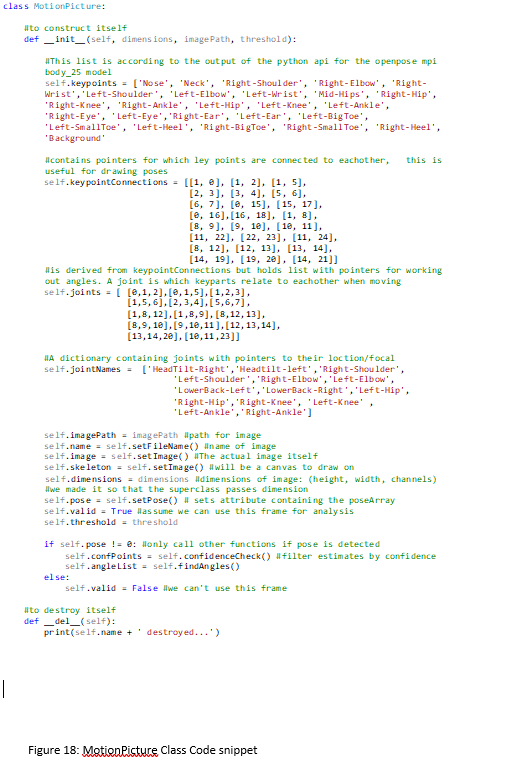 class MotionPicture:
#to construct itself
def __init__(self, dimensions, imagePath, threshold):
#This list is according to the output of the python api for the openpose mpi
body_25 model
self.keypoints = ['Nose', 'Neck', 'Right-Shoulder', 'Right-Elbow', 'Right-
Wrist','Left-Shoulder', 'Left-Elbow', 'Left-Wrist', 'Mid-Hips', 'Right-Hip',
'Right-Knee', 'Right-Ankle', 'Left-Hip', 'Left-Knee', 'Left-Ankle',
'Right-Eye', 'Left-Eye','Right-Ear', 'Left-Ear', 'Left-BigToe',
'Left-SmallToe', 'Left-Heel', 'Right-BigToe', 'Right-SmallToe', 'Right-Heel',
'Background'
#contains pointers for which ley points are connected to eachother, this is
useful for drawing poses
self.keypointConnections = [[1, 0], [1, 2], [1, 5],
[2, 3], [3, 4], [5, 6],
[6, 7], [0, 15], [15, 17],
[0, 16],[16, 18], [1, 8],
[8, 9], [9, 10], [10, 11],
[11, 22], [22, 23], [11, 24],
[8, 12], [12, 13], [13, 14],
[14, 19], [19, 20], [14, 21]]
#is derived from keypointConnections but holds list with pointers for working
out angles. A joint is which keyparts relate to eachother when moving
self.joints = [ [0,1,2],[0,1,5],[1,2,3],
[1,5,6],[2,3,4],[5,6,7],
[1,8,12],[1,8,9],[8,12,13],
[8,9,10],[9,10,11],[12,13,14],
[13,14,20],[10,11,23]]
#A dictionary containing joints with pointers to their loction/focal
self.jointNames = ['HeadTilt-Right','Headtilt-left','Right-Shoulder',
'Left-Shoulder','Right-Elbow','Left-Elbow',
'LowerBack-Left','LowerBack-Right','Left-Hip',
'Right-Hip','Right-Knee', 'Left-Knee' ,
'Left-Ankle','Right-Ankle']
self.imagePath = imagePath #path for image
self.name = self.setFileName() #name of image
self.image = self.setImage() #The actual image itself
self.skeleton = self.setImage() #will be a canvas to draw on
self.dimensions = dimensions #dimensions of image: (height, width, channels)
#we made it so that the superclass passes dimension
self.pose = self.setPose() # sets attribute containing the poseArray
self.valid = True #assume we can use this frame for analysis
self.threshold = threshold
if self.pose != 0: #only call other functions if pose is detected
self.confPoints = self.confidenceCheck() #filter estimates by confidence
self.angleList = self.findAngles()
else:
self.valid = False #we can't use this frame
#to destroy itself
def __del__(self):
print(self.name + ' destroyed...')
Figure 18: MotionPicture Class Code snippet